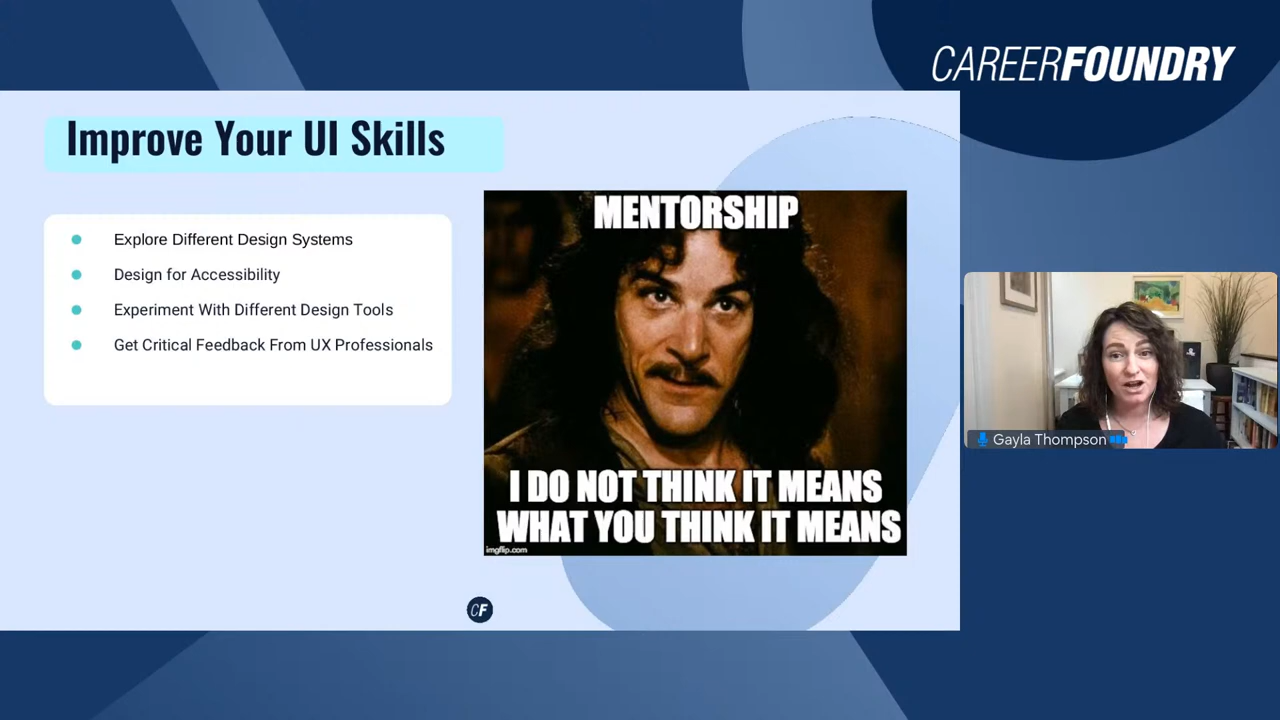 CAREERFOUNDRY
Improve Your UI Skills
Explore Different Design Systems
Design for Accessibility
Experiment With Different Design Tools
Get Critical Feedback From UX Professionals
MENTORSHIP
I DO NOT THINK IT MEANS
WHAT YOU THINK IT MEANS
imgflip.com
Gayla Thompson
CF